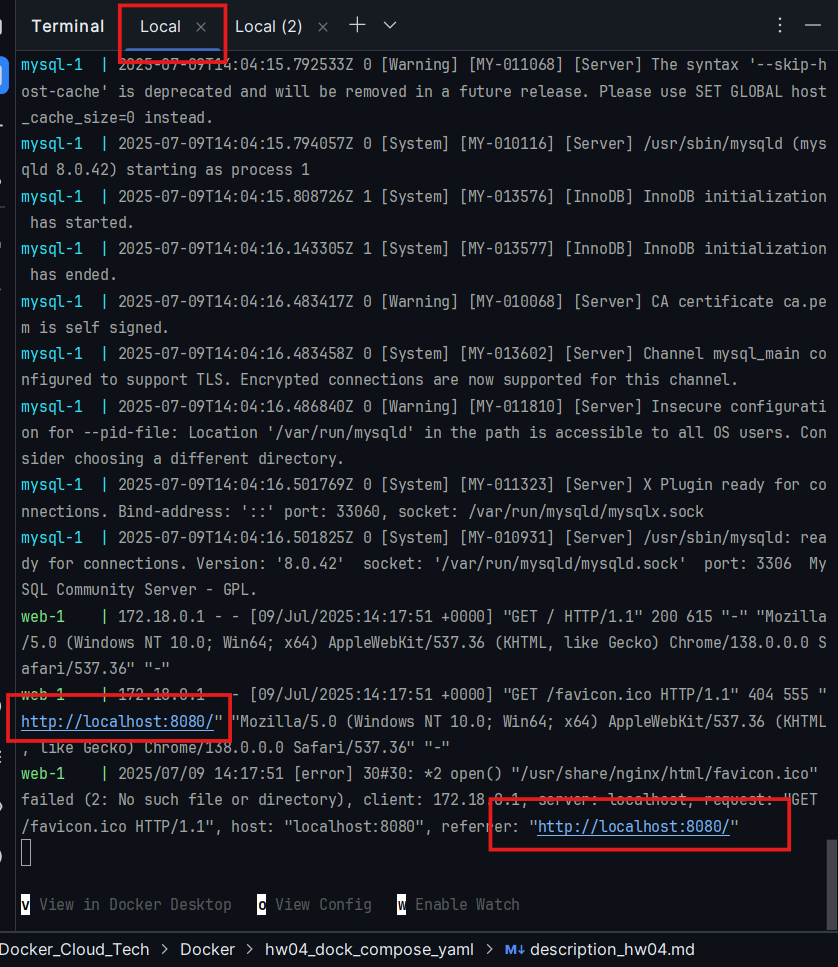 Terminal Local × Local (2) ×
mysql-1 | 2025-07-09T14:04:15.792533Z 0 [Warning] [MY-011068] [Server] The syntax '--skip-h
ost-cache' is deprecated and will be removed in a future release. Please use SET GLOBAL host
_cache_size=0 instead.
mysql-1 | 2025-07-09T14:04:15.794057Z 0 [System] [MY-010116] [Server] /usr/sbin/mysqld (mys
qld 8.0.42) starting as process 1
mysql-1 | 2025-07-09T14:04:15.808726Z 1 [System] [MY-013576] [InnoDB] InnoDB initialization
has started.
mysql-1 | 2025-07-09T14:04:16.143305Z 1 [System] [MY-013577] [InnoDB] InnoDB initialization
has ended.
mysql-1 | 2025-07-09T14:04:16.483417Z 0 [Warning] [MY-010068] [Server] CA certificate ca.pe
m is self signed.
mysql-1 | 2025-07-09T14:04:16.483458Z 0 [System] [MY-013602] [Server] Channel mysql_main co
nfigured to support TLS. Encrypted connections are now supported for this channel.
mysql-1 | 2025-07-09T14:04:16.486840Z 0 [Warning] [MY-011810] [Server] Insecure configurati
on for --pid-file: Location '/var/run/mysqld' in the path is accessible to all OS users. Con
sider choosing a different directory.
mysql-1 | 2025-07-09T14:04:16.501769Z 0 [System] [MY-011323] [Server] X Plugin ready for co
nnections. Bind-address: '::' port: 33060, socket: /var/run/mysqld/mysqlx.sock
mysql-1 | 2025-07-09T14:04:16.501825Z 0 [System] [MY-010931] [Server] /usr/sbin/mysqld: rea
dy for connections. Version: '8.0.42' socket: '/var/run/mysqld/mysqld.sock' port: 3306 My
SQL Community Server - GPL.
web-1 | 172.18.0.1 - - [09/Jul/2025:14:17:51 +0000] "GET / HTTP/1.1" 200 615 "-" "Mozilla
/5.0 (Windows NT 10.0; Win64; x64) AppleWebKit/537.36 (KHTML, like Gecko) Chrome/138.0.0.0 S
afari/537.36" "-"
web-1 | 172.18.0.1 - - [09/Jul/2025:14:17:51 +0000] "GET /favicon.ico HTTP/1.1" 404 555 "
http://localhost:8080/" "Mozilla/5.0 (Windows NT 10.0; Win64; x64) AppleWebKit/537.36 (KHTML
, like Gecko) Chrome/138.0.0.0 Safari/537.36" "-"
web-1 | 2025/07/09 14:17:51 [error] 30#30: *2 open() "/usr/share/nginx/html/favicon.ico"
failed (2: No such file or directory), client: 172.18.0.1, server: localhost, request: "GET
/favicon.ico HTTP/1.1", host: "localhost:8080", referrer: "http://localhost:8080/"
v View in Docker Desktop o View Config w Enable Watch
Docker_Cloud_Tech > Docker > hw04_dock_compose_yaml > M↓ description_hw04.md